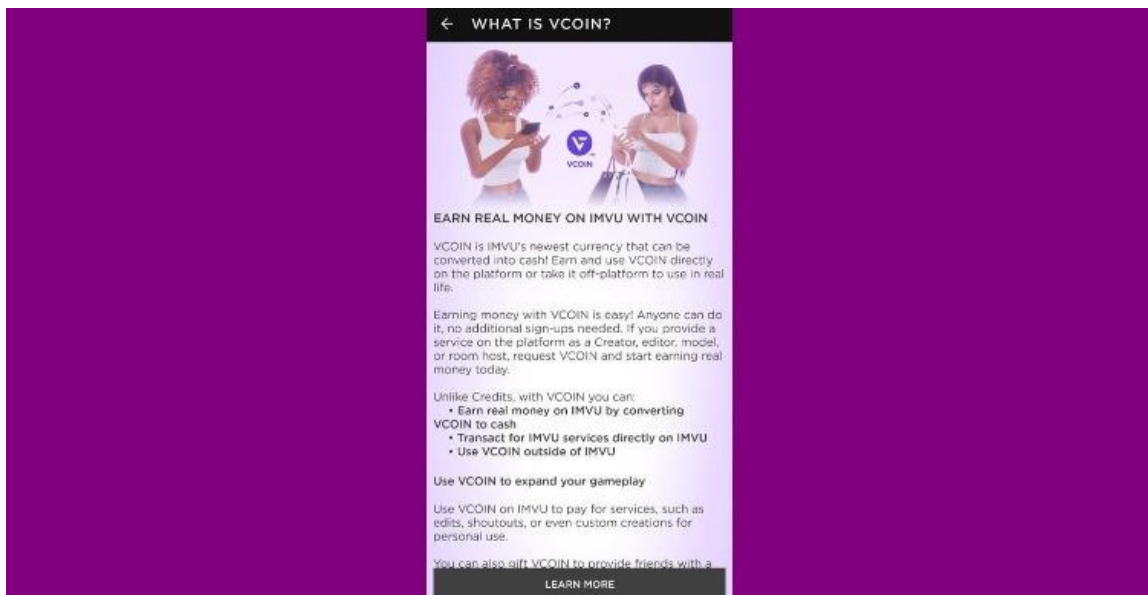 ← WHAT IS VCOIN?
VCOIN
EARN REAL MONEY ON IMVU WITH VCOIN
VCOIN is IMVU's newest currency that can be
converted into cash! Earn and use VCOIN directly
on the platform or take it off-platform to use in real
life.
Earning money with VCOIN is easy! Anyone can do
it, no additional sign-ups needed. If you provide a
service on the platform as a Creator, editor, model,
or room host, request VCOIN and start earning real
money today.
Unlike Credits, with VCOIN you can:
• Earn real money on IMVU by converting
VCOIN to cash
• Transact for IMVU services directly on IMVU
• Use VCOIN outside of IMVU
Use VCOIN to expand your gameplay
Use VCOIN on IMVU to pay for services, such as
edits, shoutouts, or even custom creations for
personal use.
You can also gift VCOIN to provide friends with a
LEARN MORE